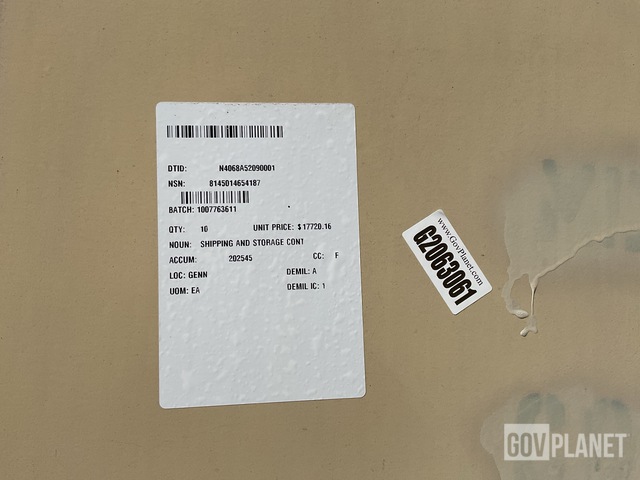 DTID: N4068A52090001
NSN: 8145014654187
BATCH: 1007763611
QTY: 10 UNIT PRICE: $17720.16
NOUN: SHIPPING AND STORAGE CONT
ACCUM: 202545 CC: F
LOC: GENN DEMIL: A
UOM: EA DEMIL IC: 1
www.GovPlanet.com
G2063061
GOVPLANET